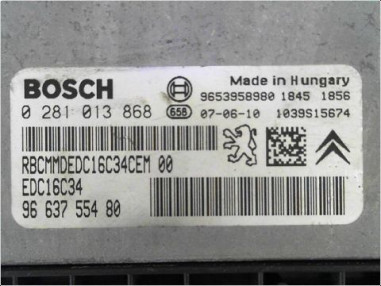 BOSCH
Made in Hungary
9653958980 1845 1856
0 281 013 868 658 07-06-10 1039S15674
RBCMMDEDC16C34CEM 00
EDC16C34
96 637 554 80